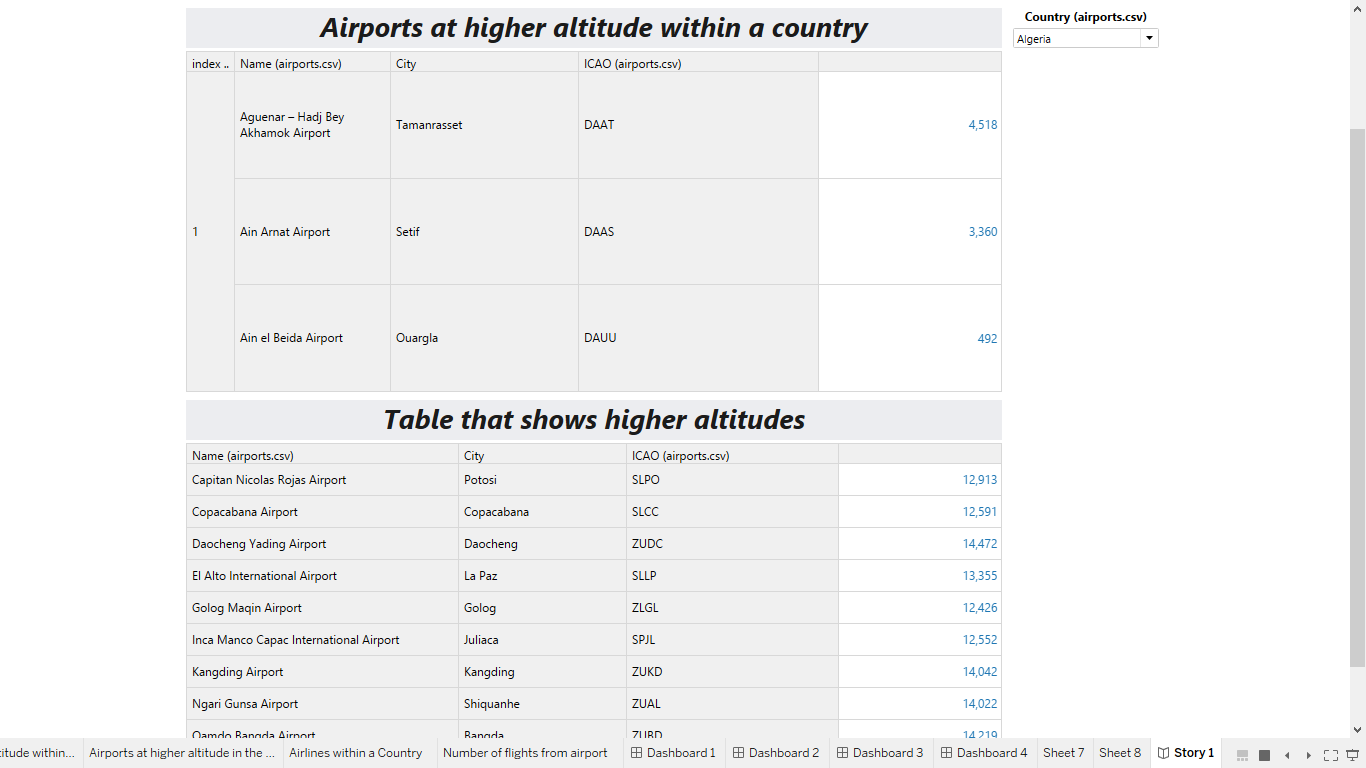 Airports at higher altitude within a country
Country (airports.csv)
Algeria
index .. Name (airports.csv) City ICAO (airports.csv)
1
Aguenar – Hadj Bey
Akhamok Airport Tamanrasset DAAT 4,518
Ain Arnat Airport Setif DAAS 3,360
Ain el Beida Airport Ouargla DAUU 492
Table that shows higher altitudes
Name (airports.csv) City ICAO (airports.csv)
Capitan Nicolas Rojas Airport Potosi SLPO 12,913
Copacabana Airport Copacabana SLCC 12,591
Daocheng Yading Airport Daocheng ZUDC 14,472
El Alto International Airport La Paz SLLP 13,355
Golog Maqin Airport Golog ZLGL 12,426
Inca Manco Capac International Airport Juliaca SPJL 12,552
Kangding Airport Kangding ZUKD 14,042
Ngari Gunsa Airport Shiquanhe ZUAL 14,022
Qamdo Bangda Airport Bangda ZUBD 14,219
titude within... Airports at higher altitude in the ... Airlines within a Country Number of flights from airport Dashboard 1 Dashboard 2 Dashboard 3 Dashboard 4 Sheet 7 Sheet 8 Story 1